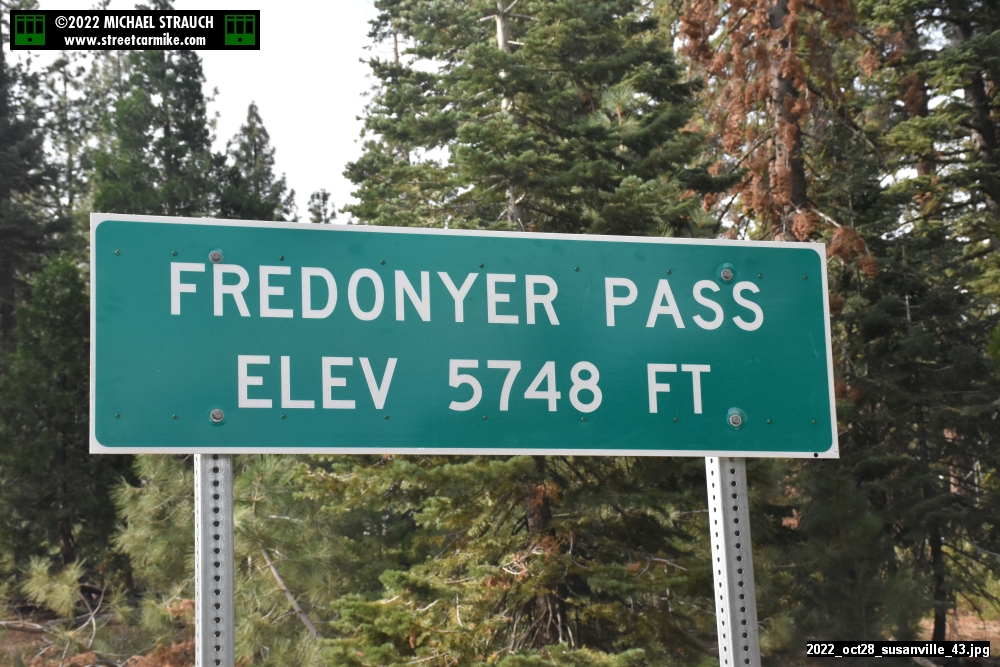 ©2022 MICHAEL STRAUCH
www.streetcarmike.com
FREDONYER PASS
ELEV 5748 FT
2022_oct28_susanville_43.jpg